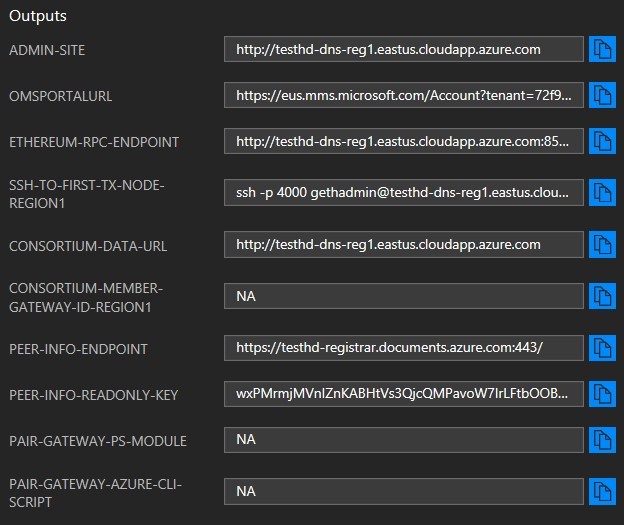 Outputs
ADMIN-SITE
http://testhd-dns-reg1.eastus.cloudapp.azure.com
OMSPORTALURL
https://eus.mms.microsoft.com/Account?tenant=72f9...
ETHEREUM-RPC-ENDPOINT
http://testhd-dns-reg1.eastus.cloudapp.azure.com:85...
SSH-TO-FIRST-TX-NODE-
REGION1
ssh -p 4000 gethadmin@testhd-dns-reg1.eastus.clou...
CONSORTIUM-DATA-URL
http://testhd-dns-reg1.eastus.cloudapp.azure.com
CONSORTIUM-MEMBER-
GATEWAY-ID-REGION1
NA
PEER-INFO-ENDPOINT
https://testhd-registrar.documents.azure.com:443/
PEER-INFO-READONLY-KEY
wxPMrmjMVnIZnKABHtVs3QjcQMPavoW7IrLFtbOOB...
PAIR-GATEWAY-PS-MODULE
NA
PAIR-GATEWAY-AZURE-CLI-
SCRIPT
NA